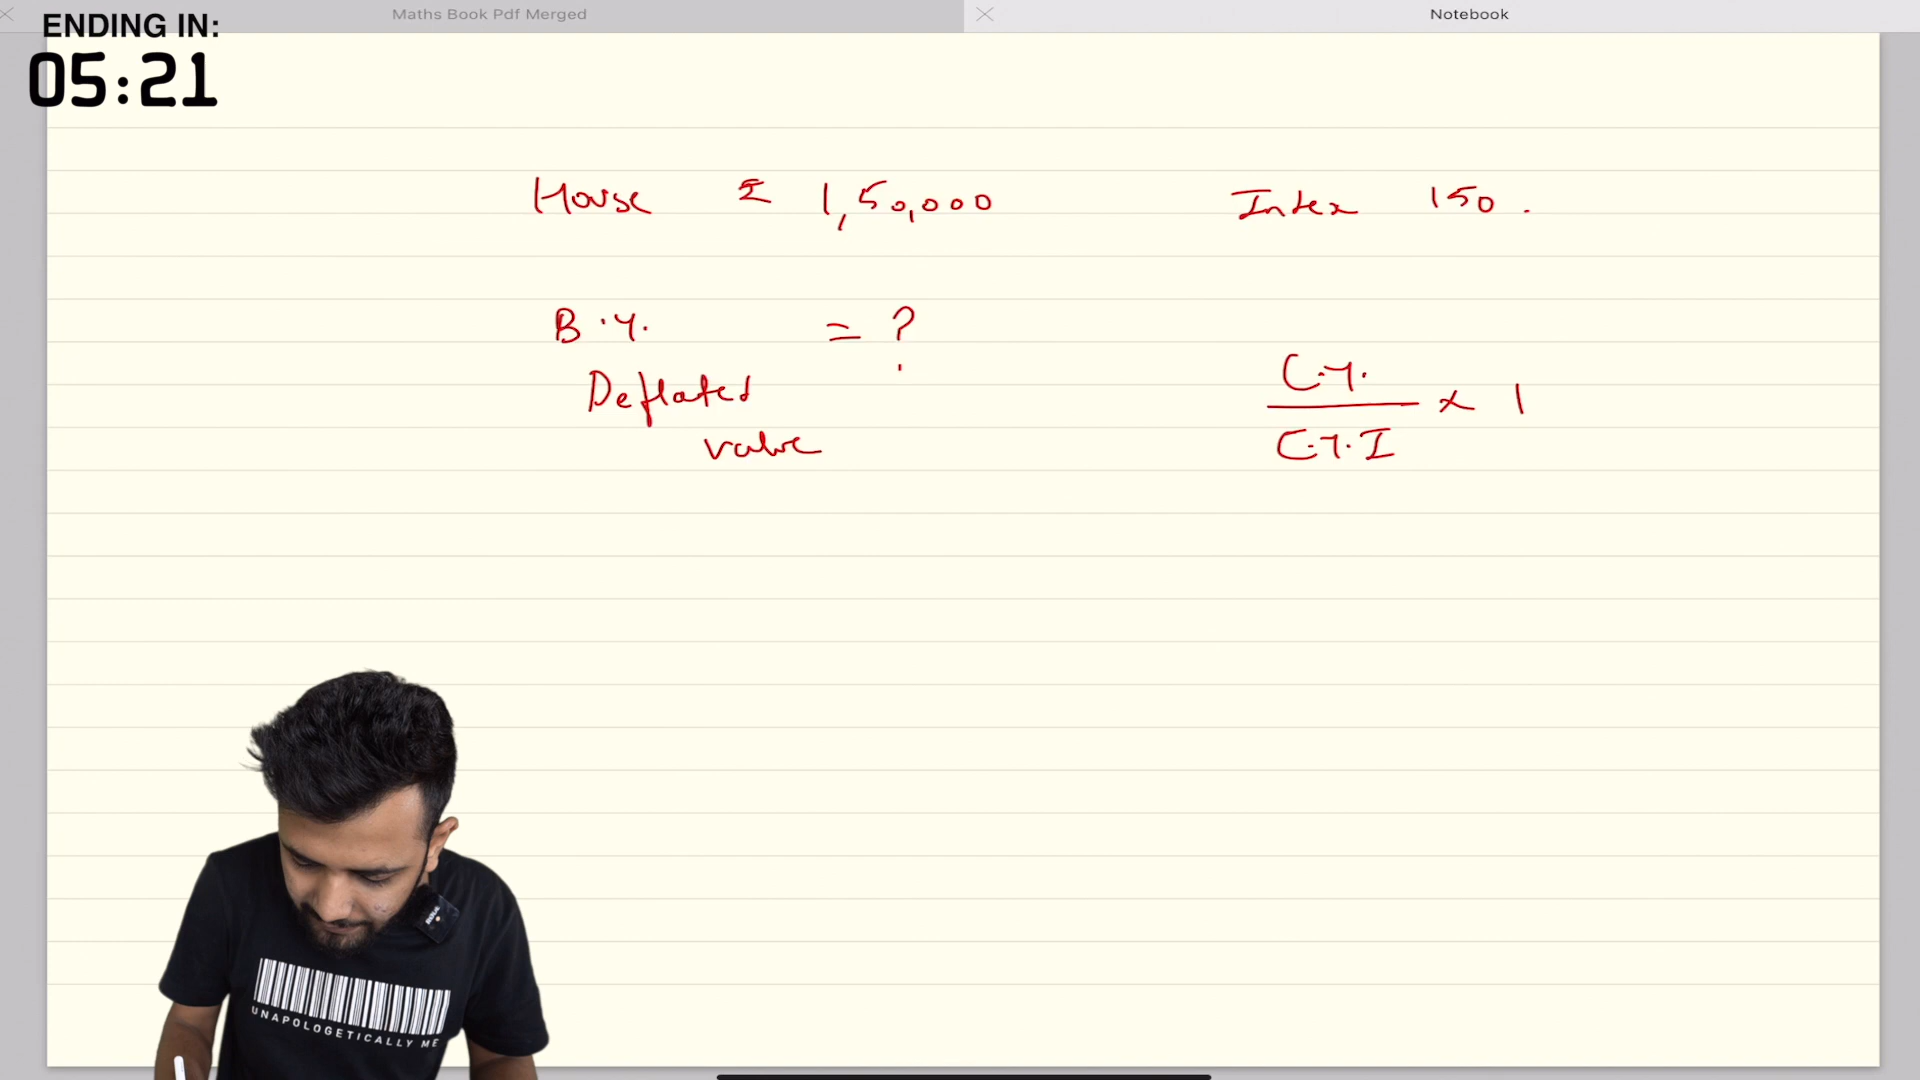 Maths Book Pdf Merged
Notebook
ENDING IN:
05:21
House ₹ 1,50,000 Index 150.
B.Y. = ?
Deflated
value
C.Y.
C.Y.I
× 1
UNAPOLOGETICALLY ME